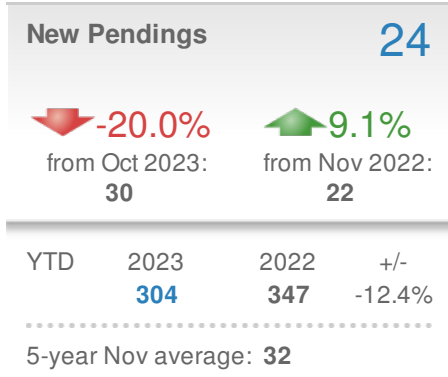 New Pendings 24
-20.0% 9.1%
from Oct 2023: from Nov 2022:
30 22
YTD 2023 2022 +/-
304 347 -12.4%
5-year Nov average: 32